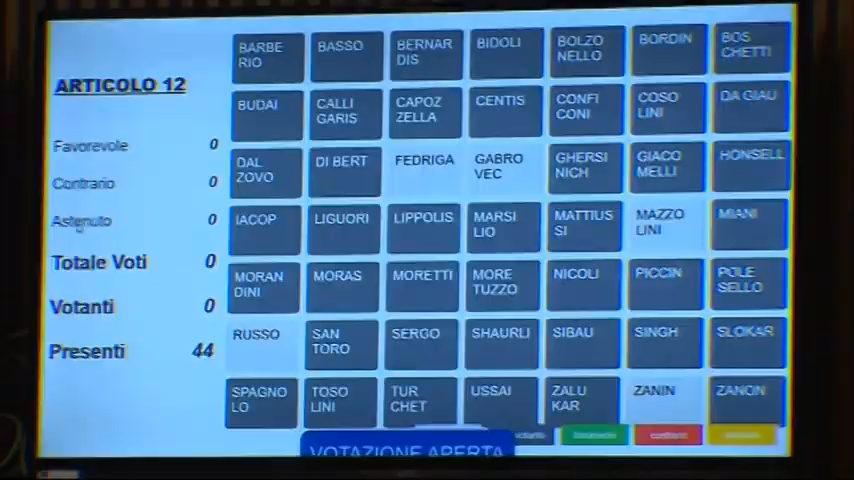 ARTICOLO 12
Favorevole 0
Contrario 0
Astenuto 0
Totale Voti 0
Votanti 0
Presenti 44
BARBE
RIO
BASSO
BERNAR
DIS
BIDOLI
BOLZO
NELLO
BORDIN
BOS
CHETTI
BUDAI
CALLI
GARIS
CAPOZ
ZELLA
CENTIS
CONFI
CONI
COSO
LINI
DA GIAU
DAL
ZOVO
DI BERT
FEDRIGA
GABRO
VEC
GHERSI
NICH
GIACO
MELLI
HONSELL
IACOP
LIGUORI
LIPPOLIS
MARSI
LIO
MATTIUS
SI
MAZZO
LINI
MIANI
MORAN
DINI
MORAS
MORETTI
MORE
TUZZO
NICOLI
PICCIN
POLE
SELLO
RUSSO
SAN
TORO
SERGO
SHAURLI
SIBAU
SINGH
SLOKAR
SPAGNO
LO
TOSO
LINI
TUR
CHET
USSAI
ZALU
KAR
ZANIN
ZANON
VOTAZIONE APERTA